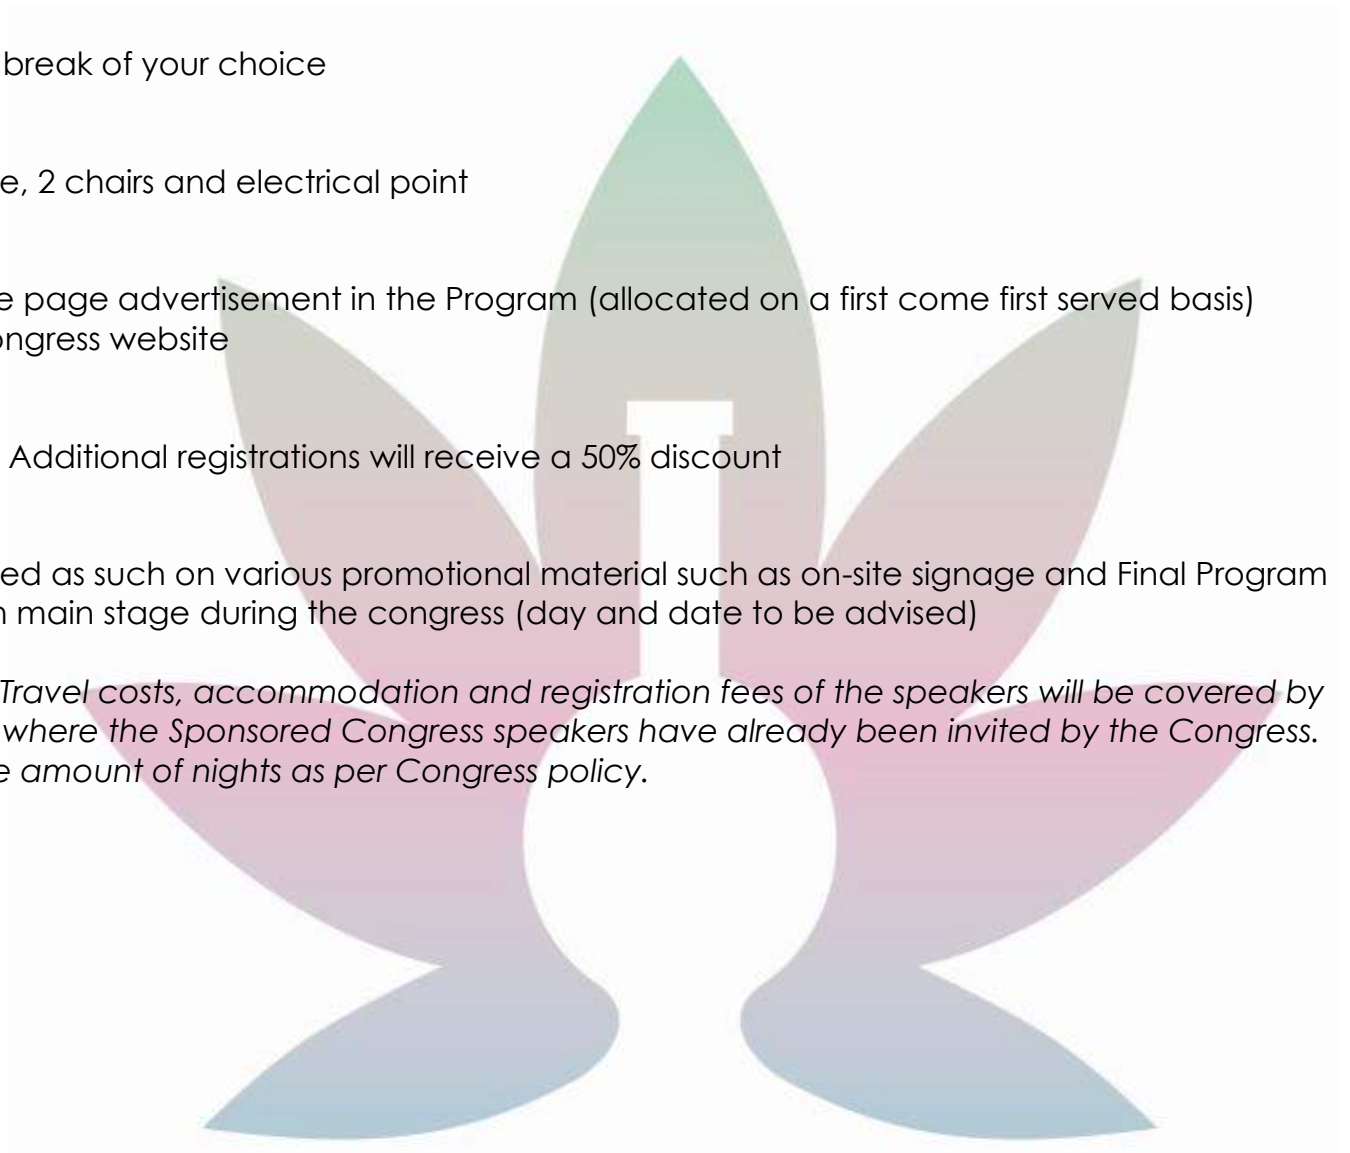 break of your choice
e, 2 chairs and electrical point
e page advertisement in the Program (allocated on a first come first served basis)
ongress website
Additional registrations will receive a 50% discount
ed as such on various promotional material such as on-site signage and Final Program
n main stage during the congress (day and date to be advised)
Travel costs, accommodation and registration fees of the speakers will be covered by
where the Sponsored Congress speakers have already been invited by the Congress.
e amount of nights as per Congress policy.